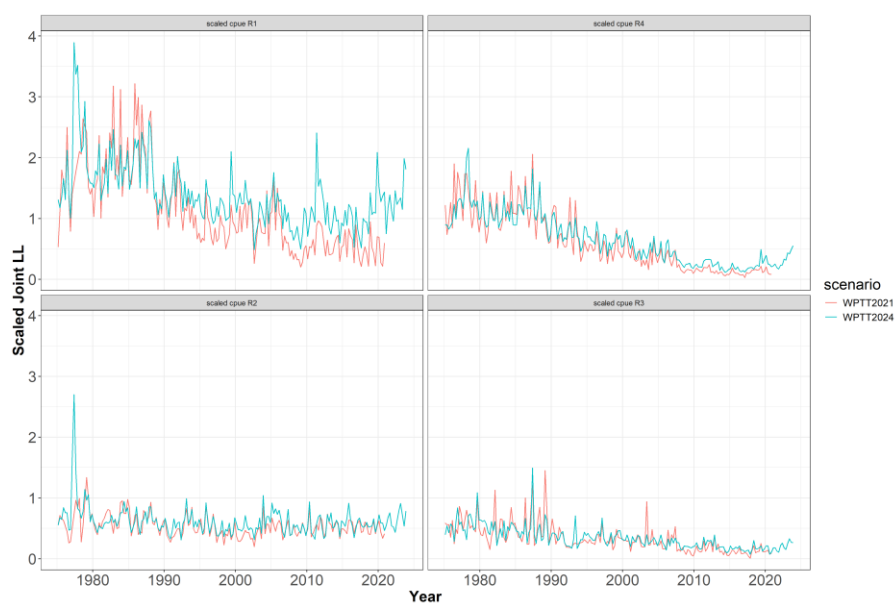 scaled cpue R1
scaled cpue R4
4
3
2
1
0
Scaled Joint LL
scaled cpue R2
scaled cpue R3
4
3
2
1
0
1980 1990 2000 2010 2020 1980 1990 2000 2010 2020
Year
scenario
WPTT2021
WPTT2024